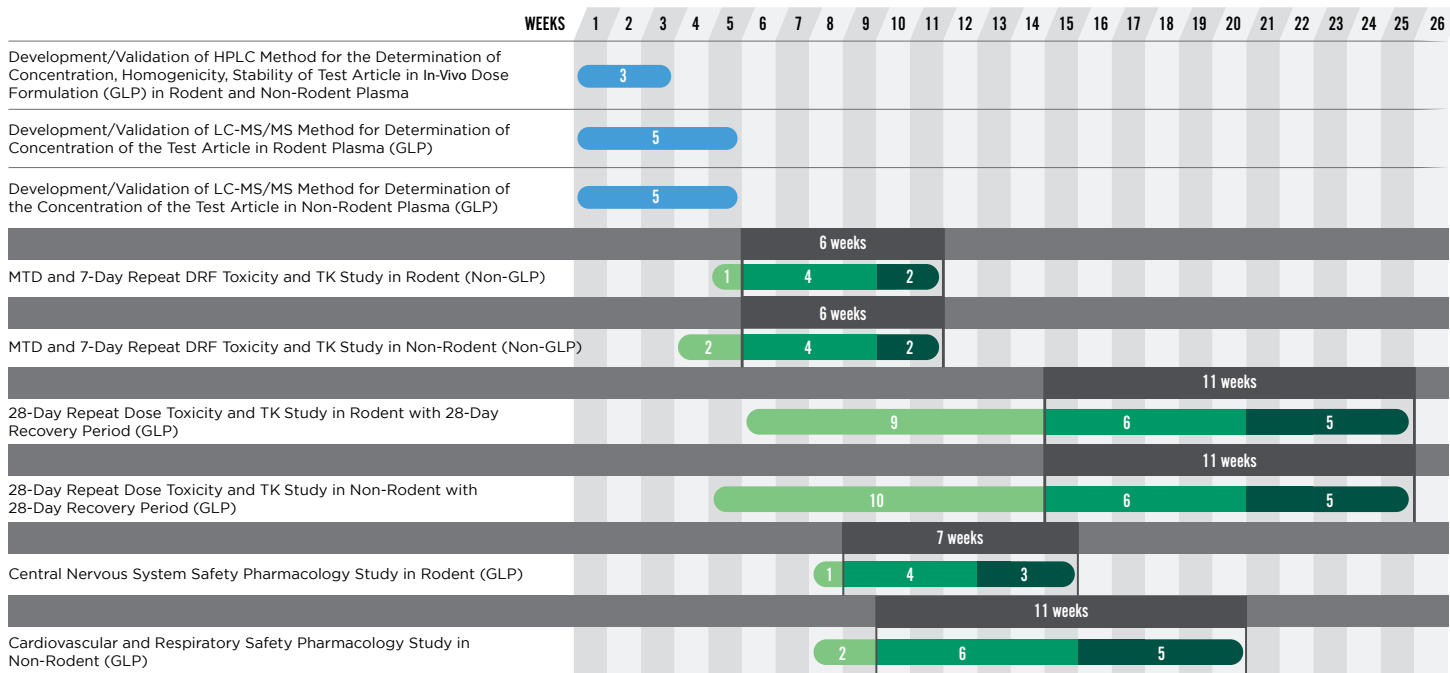 WEEKS 1 2 3 4 5 6 7 8 9 10 11 12 13 14 15 16 17 18 19 20 21 22 23 24 25 26
Development/Validation of HPLC Method for the Determination of
Concentration, Homogenicity, Stability of Test Article in In-Vivo Dose
Formulation (GLP) in Rodent and Non-Rodent Plasma
3
Development/Validation of LC-MS/MS Method for Determination of
Concentration of the Test Article in Rodent Plasma (GLP)
5
Development/Validation of LC-MS/MS Method for Determination of
the Concentration of the Test Article in Non-Rodent Plasma (GLP)
5
6 weeks
MTD and 7-Day Repeat DRF Toxicity and TK Study in Rodent (Non-GLP)
1 4 2
6 weeks
MTD and 7-Day Repeat DRF Toxicity and TK Study in Non-Rodent (Non-GLP)
2 4 2
11 weeks
28-Day Repeat Dose Toxicity and TK Study in Rodent with 28-Day
Recovery Period (GLP)
9 6 5
11 weeks
28-Day Repeat Dose Toxicity and TK Study in Non-Rodent with
28-Day Recovery Period (GLP)
10 6 5
7 weeks
Central Nervous System Safety Pharmacology Study in Rodent (GLP)
1 4 3
11 weeks
Cardiovascular and Respiratory Safety Pharmacology Study in
Non-Rodent (GLP)
2 6 5